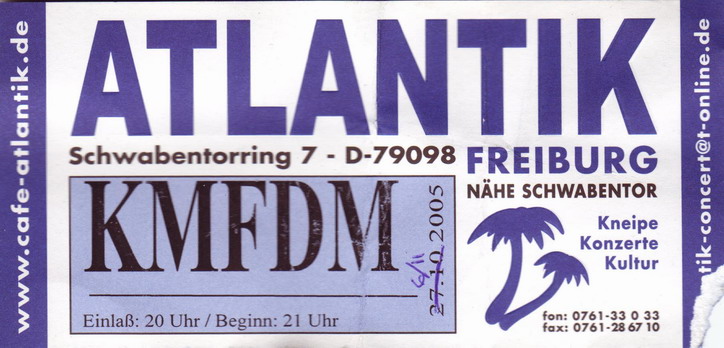 www.cafe-atlantik.de
ATLANTIK
Schwabentorring 7 - D-79098 FREIBURG
NÄHE SCHWABENTOR
KMFDM
27.10.2005
6/11
Einlaß: 20 Uhr / Beginn: 21 Uhr
Kneipe
Konzerte
Kultur
fon: 0761-33 0 33
fax: 0761-28 67 10
tik-concert@t-online.de